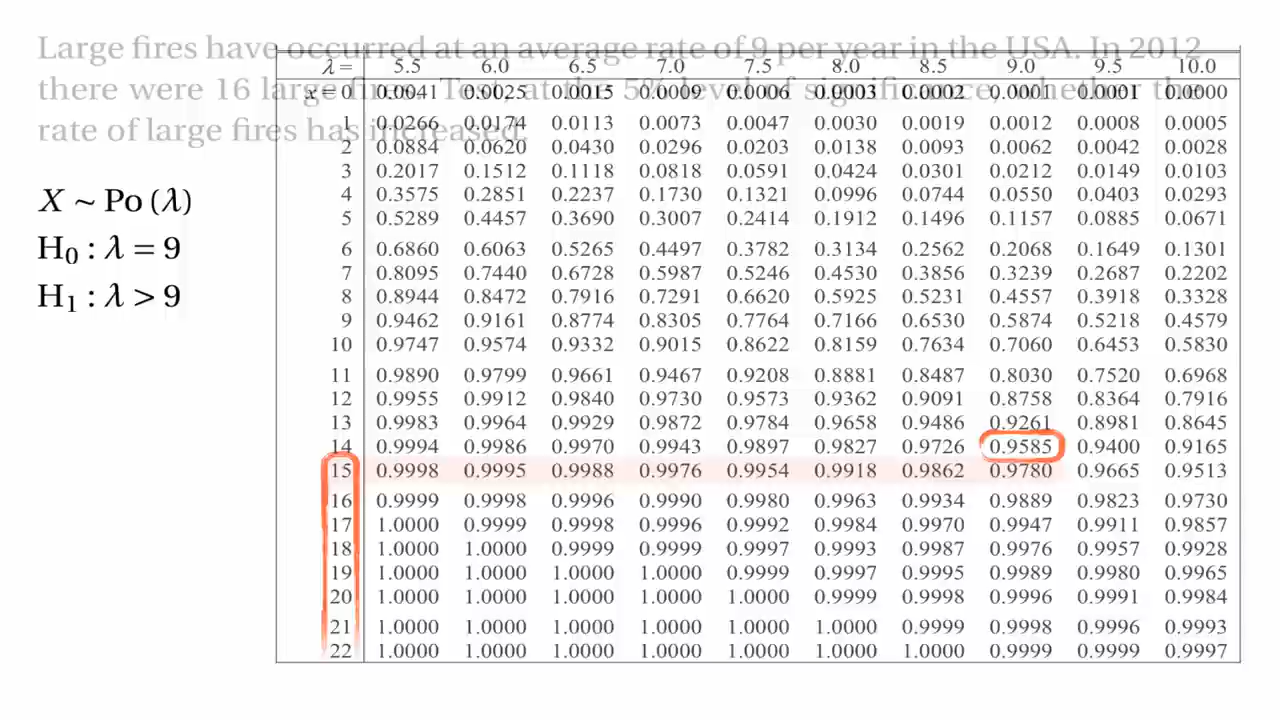 Large fires have occurred at an average rate of 9 per year in the USA. In 2012
there were 16 large fires. Test, at the 5% level of significance, whether the
rate of large fires has increased.
X ~ Po (λ)
H₀ : λ = 9
H₁ : λ > 9
λ = 5.5 6.0 6.5 7.0 7.5 8.0 8.5 9.0 9.5 10.0
x = 0 0.0041 0.0025 0.0015 0.0009 0.0006 0.0003 0.0002 0.0001 0.0001 0.0000
1 0.0266 0.0174 0.0113 0.0073 0.0047 0.0030 0.0019 0.0012 0.0008 0.0005
2 0.0884 0.0620 0.0430 0.0296 0.0203 0.0138 0.0093 0.0062 0.0042 0.0028
3 0.2017 0.1512 0.1118 0.0818 0.0591 0.0424 0.0301 0.0212 0.0149 0.0103
4 0.3575 0.2851 0.2237 0.1730 0.1321 0.0996 0.0744 0.0550 0.0403 0.0293
5 0.5289 0.4457 0.3690 0.3007 0.2414 0.1912 0.1496 0.1157 0.0885 0.0671
6 0.6860 0.6063 0.5265 0.4497 0.3782 0.3134 0.2562 0.2068 0.1649 0.1301
7 0.8095 0.7440 0.6728 0.5987 0.5246 0.4530 0.3856 0.3239 0.2687 0.2202
8 0.8944 0.8472 0.7916 0.7291 0.6620 0.5925 0.5231 0.4557 0.3918 0.3328
9 0.9462 0.9161 0.8774 0.8305 0.7764 0.7166 0.6530 0.5874 0.5218 0.4579
10 0.9747 0.9574 0.9332 0.9015 0.8622 0.8159 0.7634 0.7060 0.6453 0.5830
11 0.9890 0.9799 0.9661 0.9467 0.9208 0.8881 0.8487 0.8030 0.7520 0.6968
12 0.9955 0.9912 0.9840 0.9730 0.9573 0.9362 0.9091 0.8758 0.8364 0.7916
13 0.9983 0.9964 0.9929 0.9872 0.9784 0.9658 0.9486 0.9261 0.8981 0.8645
14 0.9994 0.9986 0.9970 0.9943 0.9897 0.9827 0.9726 0.9585 0.9400 0.9165
15 0.9998 0.9995 0.9988 0.9976 0.9954 0.9918 0.9862 0.9780 0.9665 0.9513
16 0.9999 0.9998 0.9996 0.9990 0.9980 0.9963 0.9934 0.9889 0.9823 0.9730
17 1.0000 0.9999 0.9998 0.9996 0.9992 0.9984 0.9970 0.9947 0.9911 0.9857
18 1.0000 1.0000 0.9999 0.9999 0.9997 0.9993 0.9987 0.9976 0.9957 0.9928
19 1.0000 1.0000 1.0000 1.0000 0.9999 0.9997 0.9995 0.9989 0.9980 0.9965
20 1.0000 1.0000 1.0000 1.0000 1.0000 0.9999 0.9998 0.9996 0.9991 0.9984
21 1.0000 1.0000 1.0000 1.0000 1.0000 1.0000 0.9999 0.9998 0.9996 0.9993
22 1.0000 1.0000 1.0000 1.0000 1.0000 1.0000 1.0000 0.9999 0.9999 0.9997